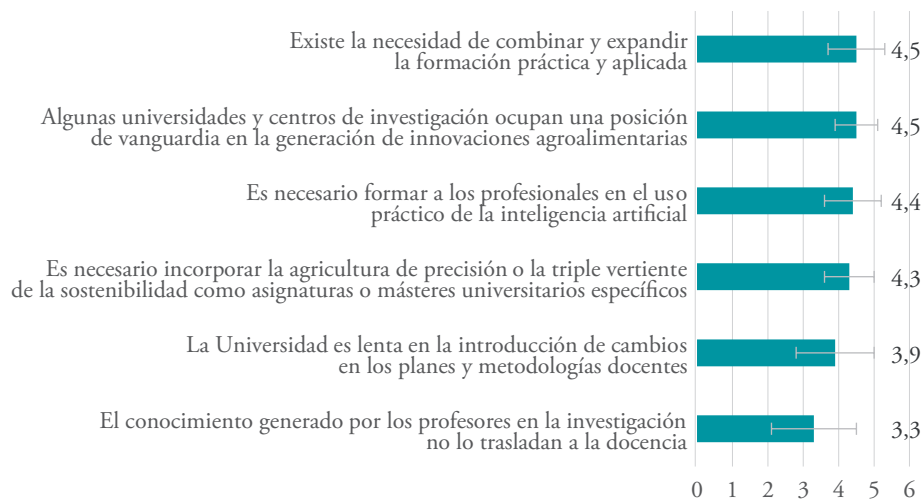 Existe la necesidad de combinar y expandir
la formación práctica y aplicada
4,5
Algunas universidades y centros de investigación ocupan una posición
de vanguardia en la generación de innovaciones agroalimentarias
4,5
Es necesario formar a los profesionales en el uso
práctico de la inteligencia artificial
4,4
Es necesario incorporar la agricultura de precisión o la triple vertiente
de la sostenibilidad como asignaturas o másteres universitarios específicos
4,3
La Universidad es lenta en la introducción de cambios
en los planes y metodologías docentes
3,9
El conocimiento generado por los profesores en la investigación
no lo trasladan a la docencia
3,3
0 1 2 3 4 5 6